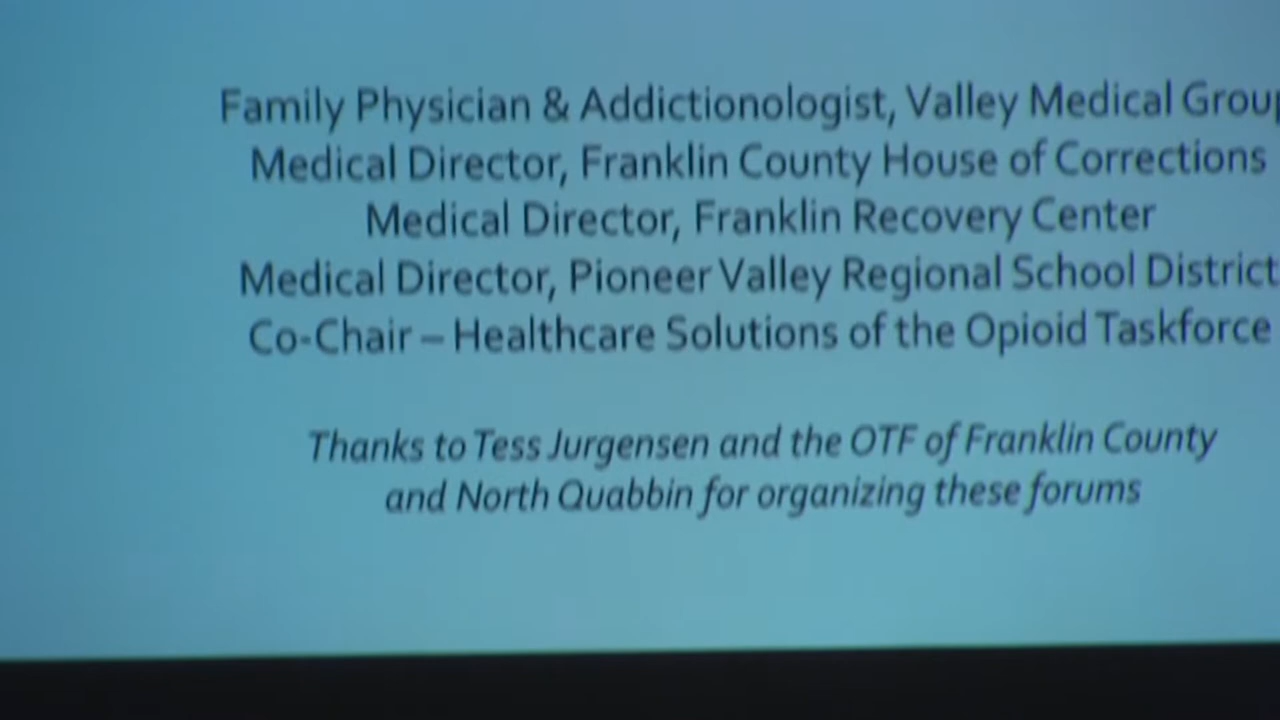 Family Physician & Addictionologist, Valley Medical Group
Medical Director, Franklin County House of Corrections
Medical Director, Franklin Recovery Center
Medical Director, Pioneer Valley Regional School District
Co-Chair – Healthcare Solutions of the Opioid Taskforce
Thanks to Tess Jurgensen and the OTF of Franklin County
and North Quabbin for organizing these forums